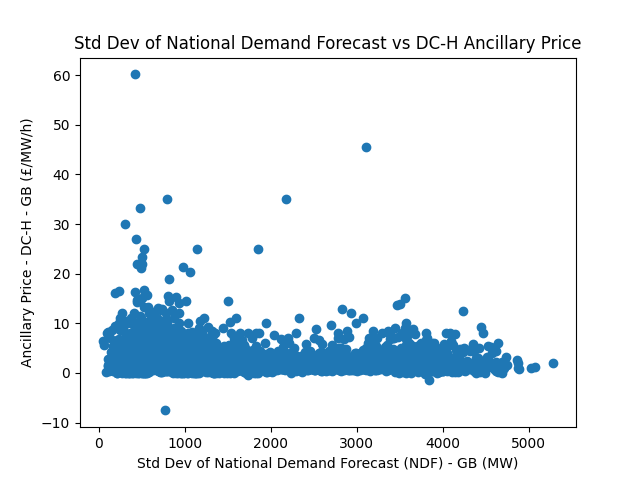 Std Dev of National Demand Forecast vs DC-H Ancillary Price
Ancillary Price - DC-H - GB (£/MW/h)
60
50
40
30
20
10
0
−10
0 1000 2000 3000 4000 5000
Std Dev of National Demand Forecast (NDF) - GB (MW)